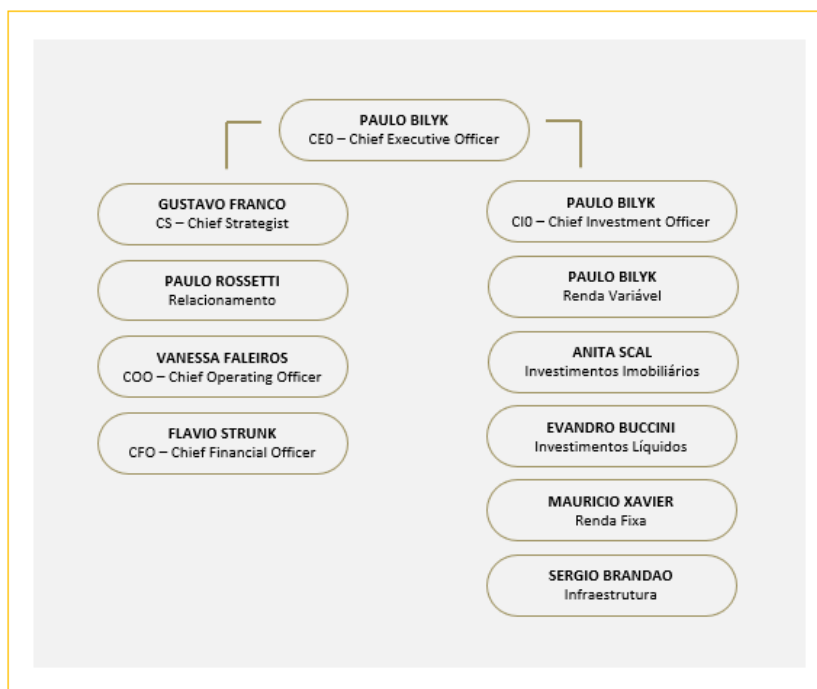 PAULO BILYK
CE0 – Chief Executive Officer
GUSTAVO FRANCO
CS – Chief Strategist
PAULO ROSSETTI
Relacionamento
VANESSA FALEIROS
COO – Chief Operating Officer
FLAVIO STRUNK
CFO – Chief Financial Officer
PAULO BILYK
CI0 – Chief Investment Officer
PAULO BILYK
Renda Variável
ANITA SCAL
Investimentos Imobiliários
EVANDRO BUCCINI
Investimentos Líquidos
MAURICIO XAVIER
Renda Fixa
SERGIO BRANDAO
Infraestrutura